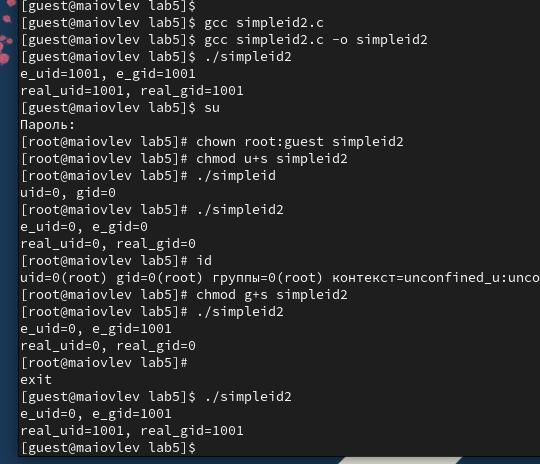 [guest@maiovlev lab5]$
[guest@maiovlev lab5]$ gcc simpleid2.c
[guest@maiovlev lab5]$ gcc simpleid2.c -o simpleid2
[guest@maiovlev lab5]$ ./simpleid2
e_uid=1001, e_gid=1001
real_uid=1001, real_gid=1001
[guest@maiovlev lab5]$ su
Пароль:
[root@maiovlev lab5]# chown root:guest simpleid2
[root@maiovlev lab5]# chmod u+s simpleid2
[root@maiovlev lab5]# ./simpleid
uid=0, gid=0
[root@maiovlev lab5]# ./simpleid2
e_uid=0, e_gid=0
real_uid=0, real_gid=0
[root@maiovlev lab5]# id
uid=0(root) gid=0(root) группы=0(root) контекст=unconfined_u:unco
[root@maiovlev lab5]# chmod g+s simpleid2
[root@maiovlev lab5]# ./simpleid2
e_uid=0, e_gid=1001
real_uid=0, real_gid=0
[root@maiovlev lab5]#
exit
[guest@maiovlev lab5]$ ./simpleid2
e_uid=0, e_gid=1001
real_uid=1001, real_gid=1001
[guest@maiovlev lab5]$